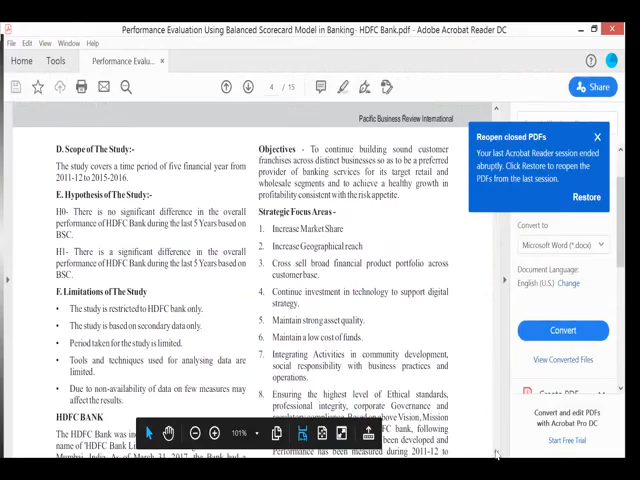 Performance Evaluation Using Balanced Scorecard Model in Banking- HDFC Bank.pdf - Adobe Acrobat Reader DC
File Edit View Window Help
Home Tools Performance Evalu... ×
4 / 15
Share
Pacific Business Review International
D. Scope of The Study:-
The study covers a time period of five financial year from
2011-12 to 2015-2016.
E. Hypothesis of The Study:-
H0- There is no significant difference in the overall
performance of HDFC Bank during the last 5 Years based on
BSC.
H1- There is a significant difference in the overall
performance of HDFC Bank during the last 5 Years based on
BSC.
F. Limitations of The Study
• The study is restricted to HDFC bank only.
• The study is based on secondary data only.
• Period taken for the study is limited.
• Tools and techniques used for analysing data are
limited.
• Due to non-availability of data on few measures may
affect the results.
HDFC BANK
The HDFC Bank was in
name of 'HDFC Bank Li
Mumbai, India. As of March 31, 2017, the Bank had a
Objectives - To continue building sound customer
franchises across distinct businesses so as to be a preferred
provider of banking services for its target retail and
wholesale segments and to achieve a healthy growth in
profitability consistent with the risk appetite.
Strategic Focus Areas -
1. Increase Market Share
2. Increase Geographical reach
3. Cross sell broad financial product portfolio across
customer base.
4. Continue investment in technology to support digital
strategy.
5. Maintain strong asset quality.
6. Maintain a low cost of funds.
7. Integrating Activities in community development,
social responsibility with business practices and
operations.
8. Ensuring the highest level of Ethical standards,
professional integrity, corporate Governance and
regulatory compliance. Based on above Vision, Mission
FC bank, following
been developed and
Performance has been measured during 2011-12 to
101%
Reopen closed PDFs X
Your last Acrobat Reader session ended
abruptly. Click Restore to reopen the
PDFs from the last session.
Restore
Convert to
Microsoft Word (*.docx)
Document Language:
English (U.S.) Change
Convert
View Converted Files
Create PDF
Convert and edit PDFs
with Acrobat Pro DC
Start Free Trial